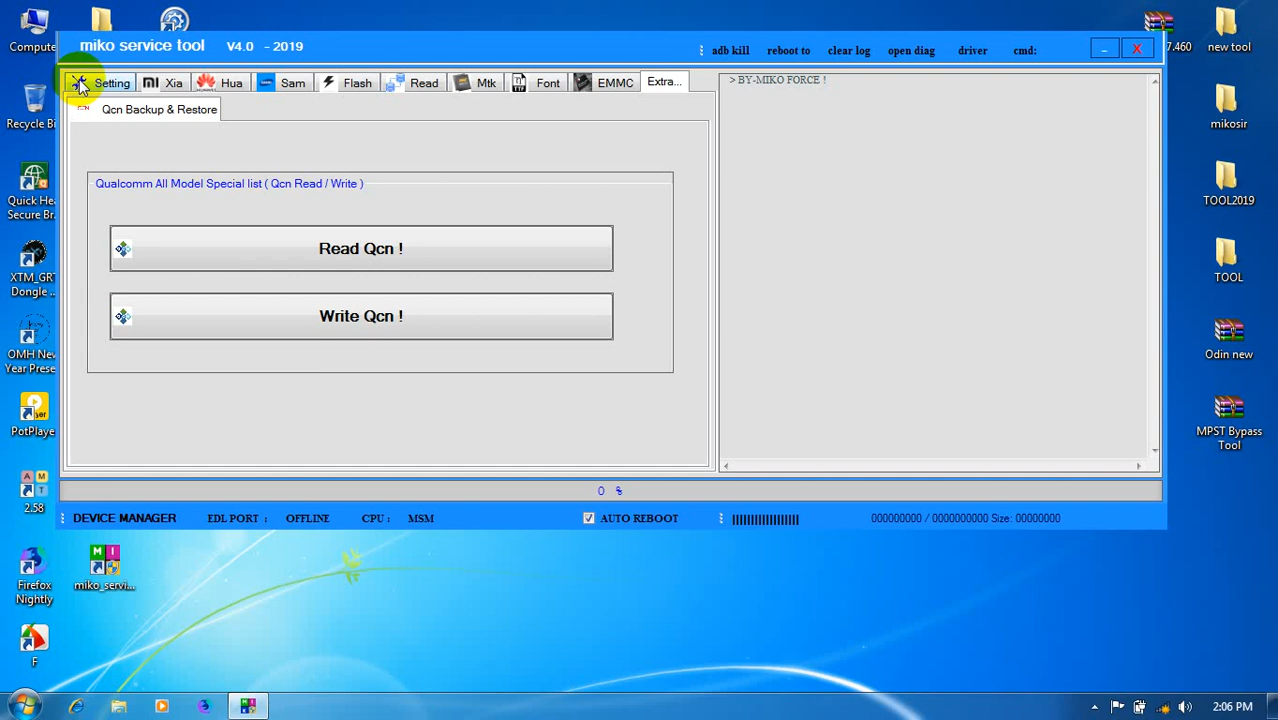 Compute
7.460
new tool
miko service tool V4.0 - 2019
adb kill reboot to clear log open diag driver cmd:
X
Setting Xia Hua Sam Flash Read Mtk Font EMMC Extra...
Qcn Backup & Restore
> BY-MIKO FORCE !
Recycle Bi
mikosir
Qualcomm All Model Special list ( Qcn Read / Write )
Quick He
Secure Br..
TOOL2019
Read Qcn !
XTM_GR
Dongle ...
TOOL
Write Qcn !
OMH New
Year Prese
Odin new
PotPlaye
MPST Bypass
Tool
0 %
A M
T
2.58
DEVICE MANAGER EDL PORT : OFFLINE CPU : MSM AUTO REBOOT 000000000 / 0000000000 Size: 00000000
M I
Firefox
Nightly
miko_servi...
F
2:06 PM